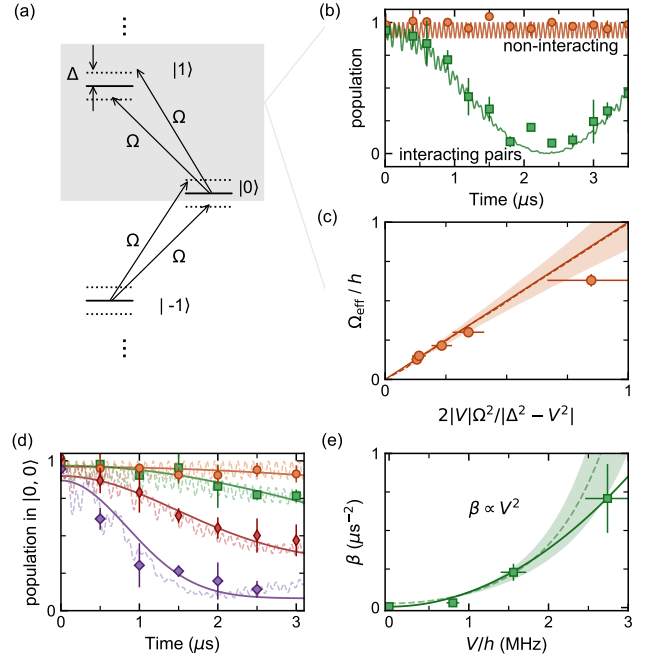 (a)
⋮
Δ
|1⟩
Ω
Ω
|0⟩
Ω
Ω
| -1⟩
⋮
(b)
1
population
0
non-interacting
interacting pairs
0 1 2 3
Time (μs)
(c)
1
Ω_eff / h
0
0 1
2|V|Ω²/|Δ² − V²|
(d)
1
population in |0, 0⟩
0
0 1 2 3
Time (μs)
(e)
1
β (μs⁻²)
0
β ∝ V²
0 1 2 3
V/h (MHz)